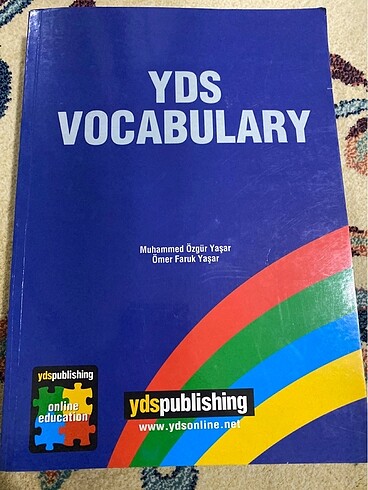 YDS
VOCABULARY
Muhammed Özgür Yaşar
Ömer Faruk Yaşar
ydspublishing
online
education
ydspublishing
www.ydsonline.net